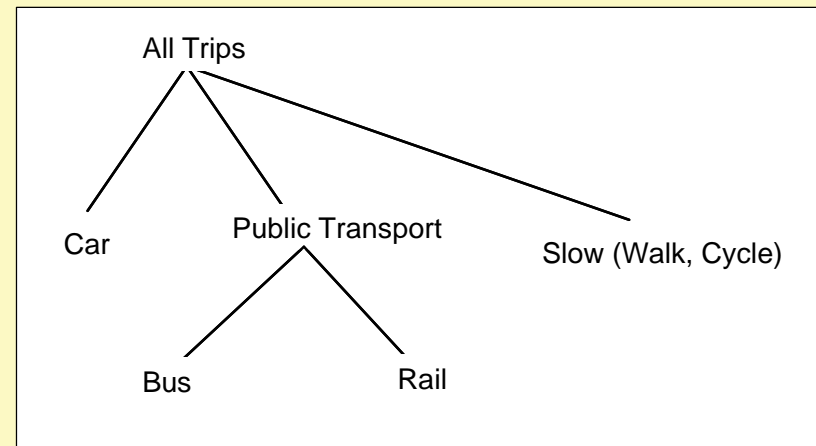 All Trips
Car
Public Transport
Slow (Walk, Cycle)
Bus
Rail